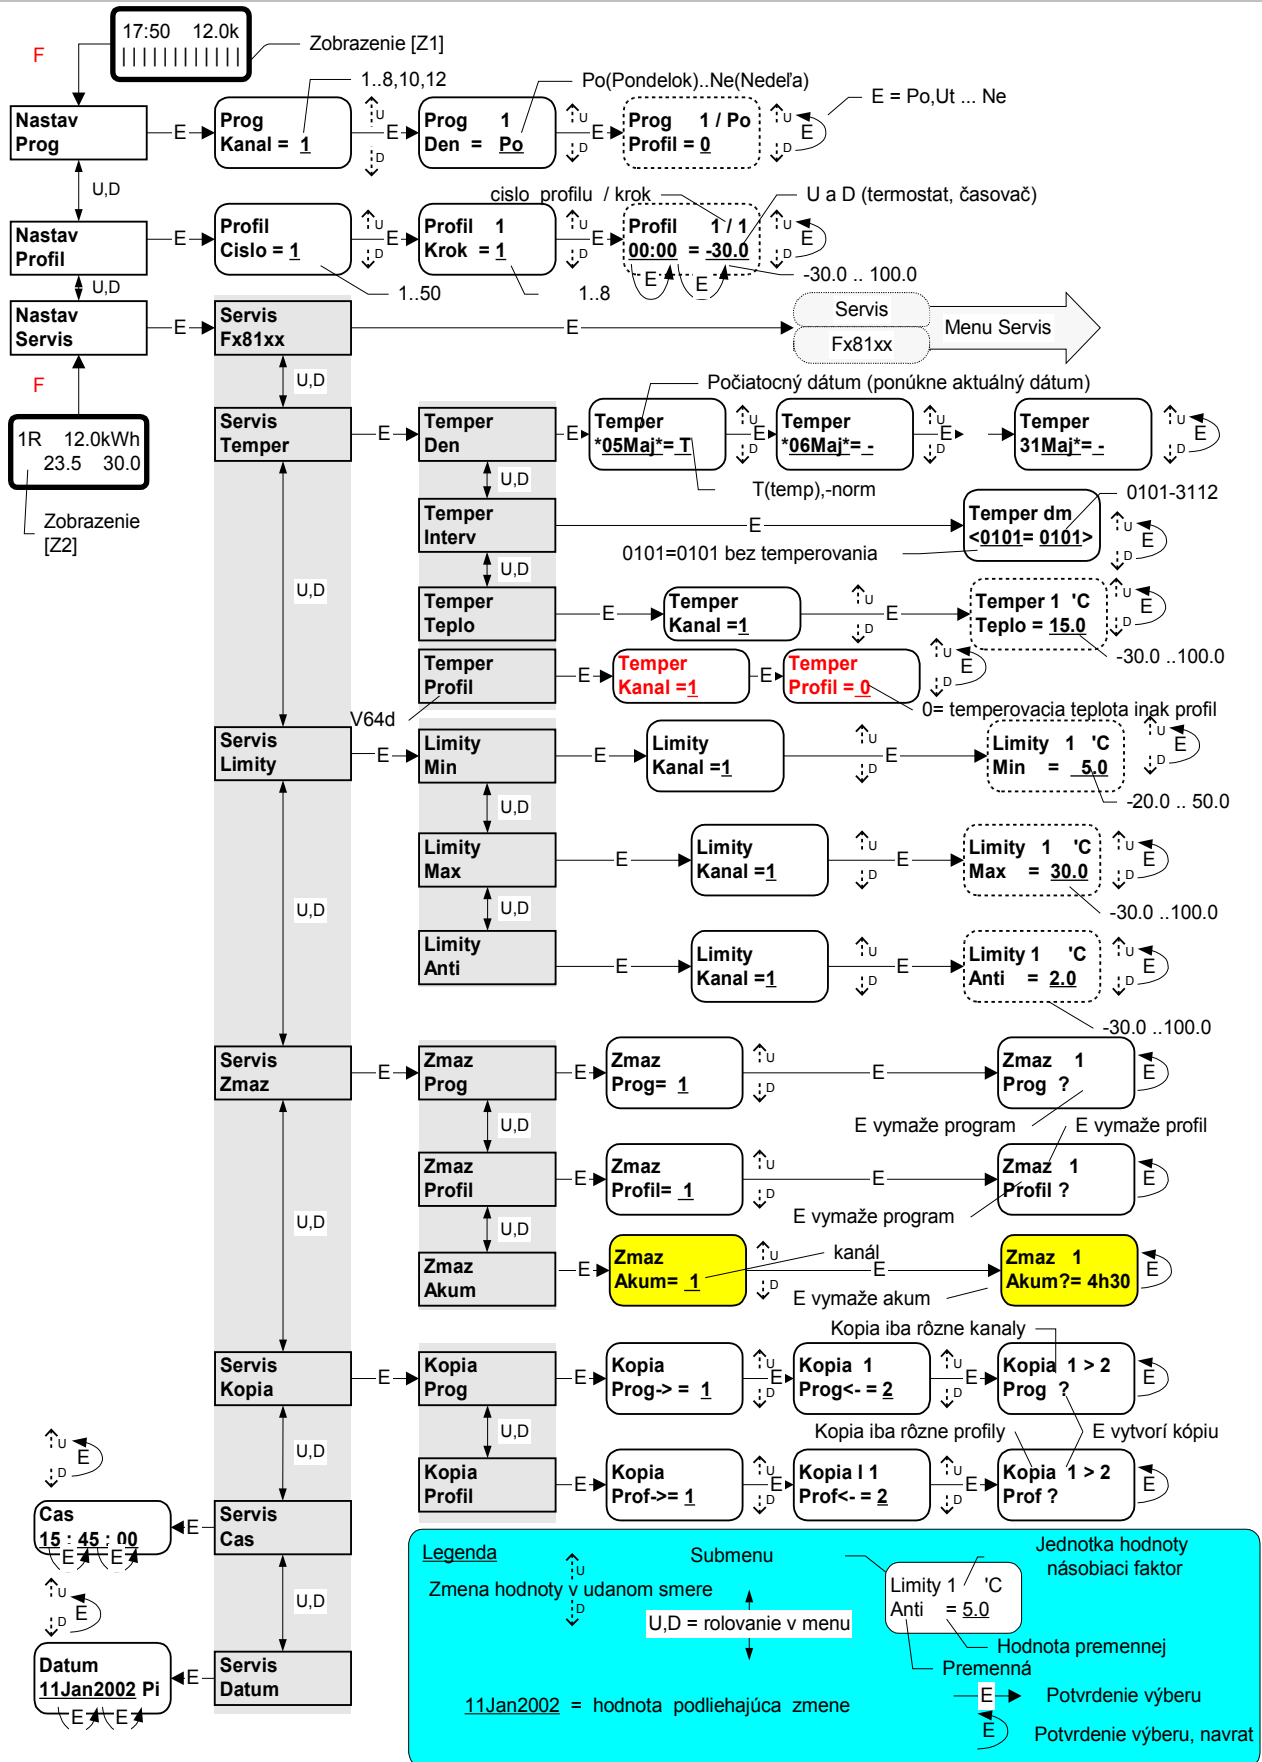 17:50 12.0k
Zobrazenie [Z1]
F
1..8,10,12
Po(Pondelok)..Ne(Nedeľa)
E = Po,Ut ... Ne
Nastav
Prog
E
Prog
Kanal = 1
U
E
D
Prog 1
Den = Po
U
E
D
Prog 1 / Po
Profil = 0
U
E
D
U,D
cislo profilu / krok
U a D (termostat, časovač)
Nastav
Profil
E
Profil
Cislo = 1
U
E
D
Profil 1
Krok = 1
U
E
D
Profil 1 / 1
00:00 = -30.0
E E
U
E
D
-30.0 .. 100.0
U,D
1..50
1..8
Nastav
Servis
E
Servis
Fx81xx
E
Servis
Fx81xx
Menu Servis
F
U,D
Počiatocný dátum (ponúkne aktuálný dátum)
1R 12.0kWh
23.5 30.0
Zobrazenie
[Z2]
Servis
Temper
E
Temper
Den
E
Temper
*05Maj*= T
U
E
D
Temper
*06Maj*= -
U
E
D
Temper
31Maj*= -
U
E
D
U,D
T(temp),-norm
0101-3112
Temper
Interv
E
Temper dm
<0101= 0101>
U
E
D
0101=0101 bez temperovania
U,D
U,D
Temper
Teplo
E
Temper
Kanal =1
U
E
D
Temper 1 'C
Teplo = 15.0
U
E
D
-30.0 ..100.0
Temper
Profil
E
Temper
Kanal =1
E
Temper
Profil = 0
U
E
D
V64d
0= temperovacia teplota inak profil
Servis
Limity
E
Limity
Min
E
Limity
Kanal =1
U
E
D
Limity 1 'C
Min = 5.0
U
E
D
-20.0 .. 50.0
U,D
Limity
Max
E
Limity
Kanal =1
U
E
D
Limity 1 'C
Max = 30.0
U
E
D
-30.0 ..100.0
U,D
U,D
Limity
Anti
E
Limity
Kanal =1
U
E
D
Limity 1 'C
Anti = 2.0
U
E
D
-30.0 ..100.0
Servis
Zmaz
E
Zmaz
Prog
E
Zmaz
Prog= 1
U
D
E
Zmaz 1
Prog ?
E
E vymaže program
E vymaže profil
U,D
Zmaz
Profil
E
Zmaz
Profil= 1
U
D
E
Zmaz 1
Profil ?
E
E vymaže program
U,D
U,D
Zmaz
Akum
E
Zmaz
Akum= 1
kanál
U
D
E
Zmaz 1
Akum?= 4h30
E
E vymaže akum
Kopia iba rôzne kanaly
Servis
Kopia
E
Kopia
Prog
E
Kopia
Prog-> = 1
U
E
D
Kopia 1
Prog<- = 2
U
E
D
Kopia 1 > 2
Prog ?
E
U,D
U,D
Kopia iba rôzne profily
E vytvorí kópiu
Kopia
Profil
E
Kopia
Prof->= 1
U
E
D
Kopia l 1
Prof<- = 2
U
E
D
Kopia 1 > 2
Prof ?
E
U
E
D
Cas
15 : 45 : 00
E E
E
Servis
Cas
U
E
D
U,D
Datum
11Jan2002 Pi
E E
E
Servis
Datum
Legenda
U
D
Zmena hodnoty v udanom smere
Submenu
U,D = rolovanie v menu
Jednotka hodnoty
násobiaci faktor
Limity 1 'C
Anti = 5.0
Hodnota premennej
Premenná
11Jan2002 = hodnota podliehajúca zmene
E
Potvrdenie výberu
E
Potvrdenie výberu, navrat